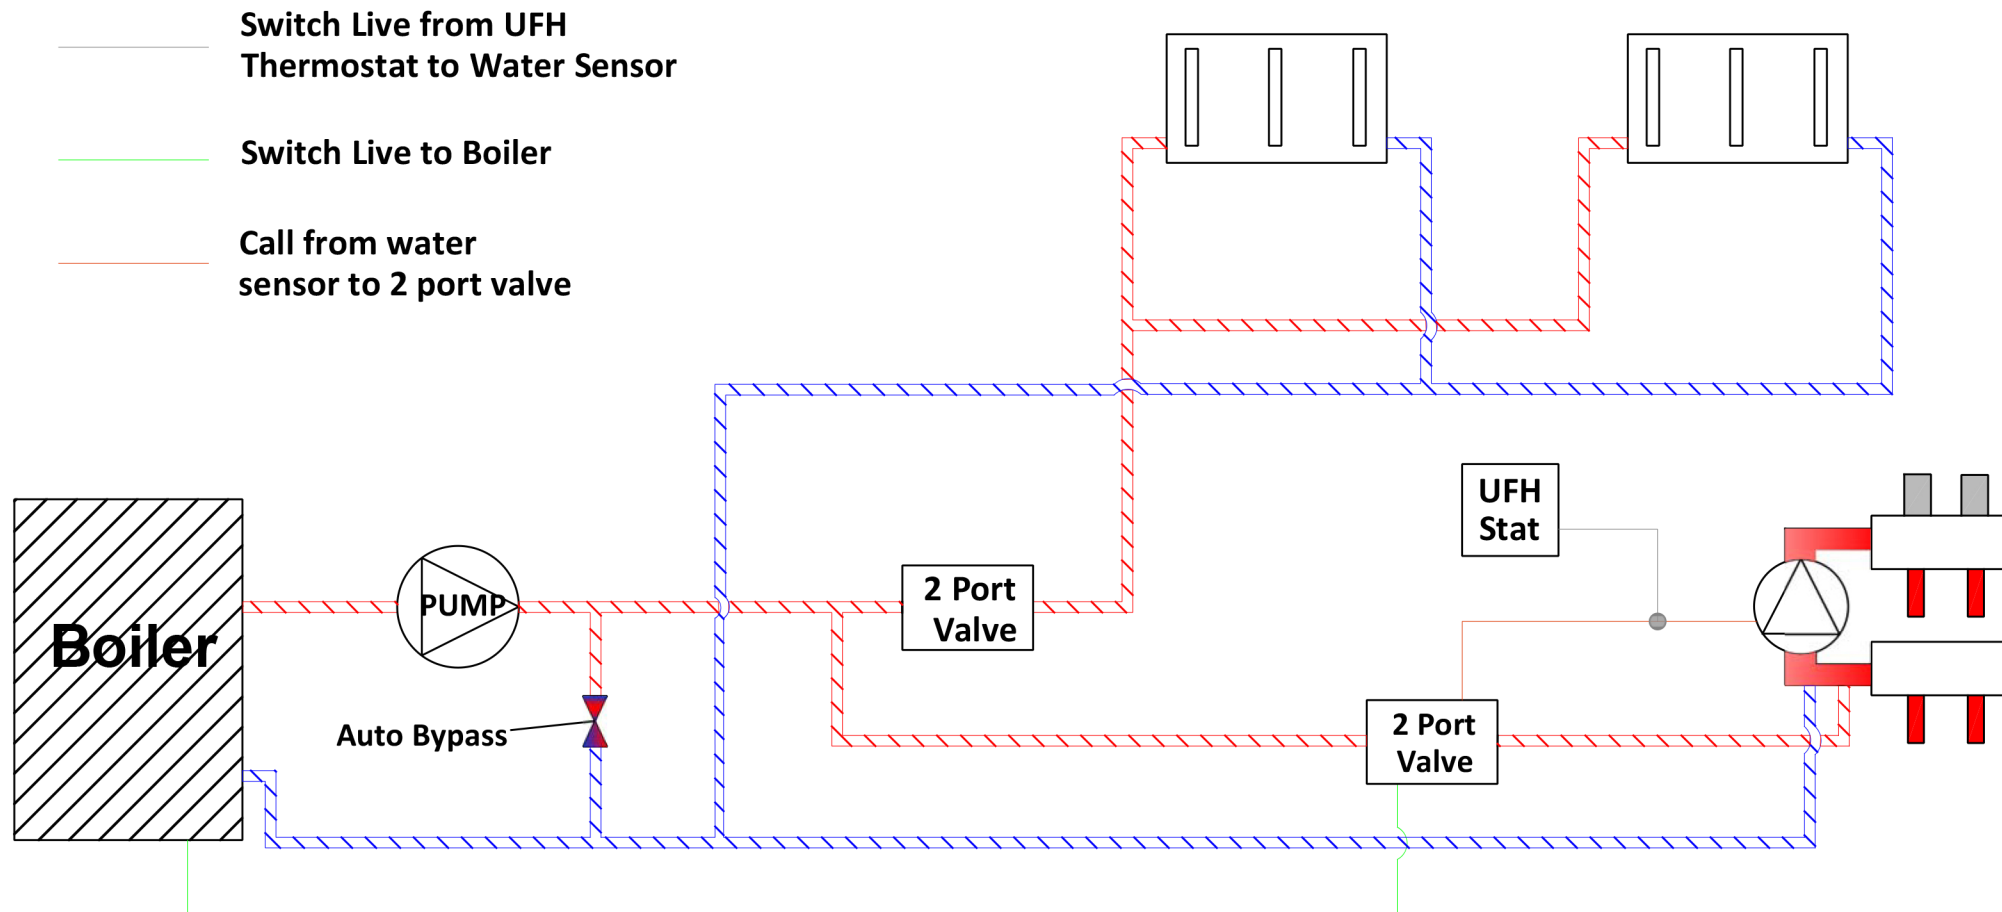 Switch Live from UFH
Thermostat to Water Sensor
Switch Live to Boiler
Call from water
sensor to 2 port valve
UFH
Stat
2 Port
Valve
PUMP
Boiler
2 Port
Valve
Auto Bypass